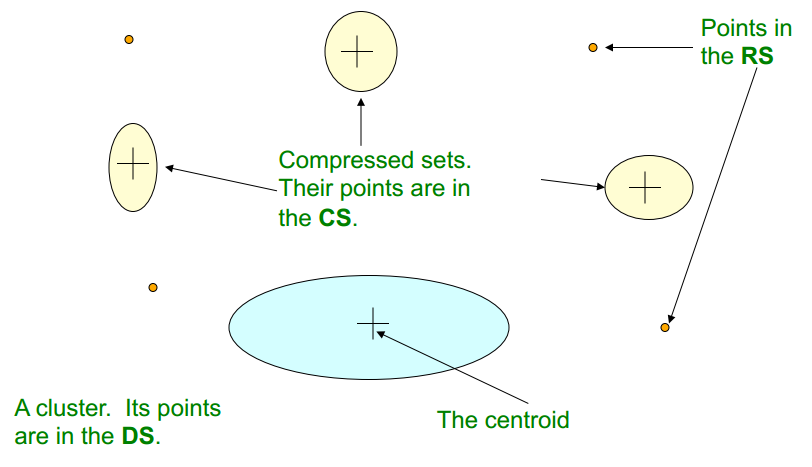 Points in
the RS
Compressed sets.
Their points are in
the CS.
A cluster.  Its points
are in the DS.
The centroid